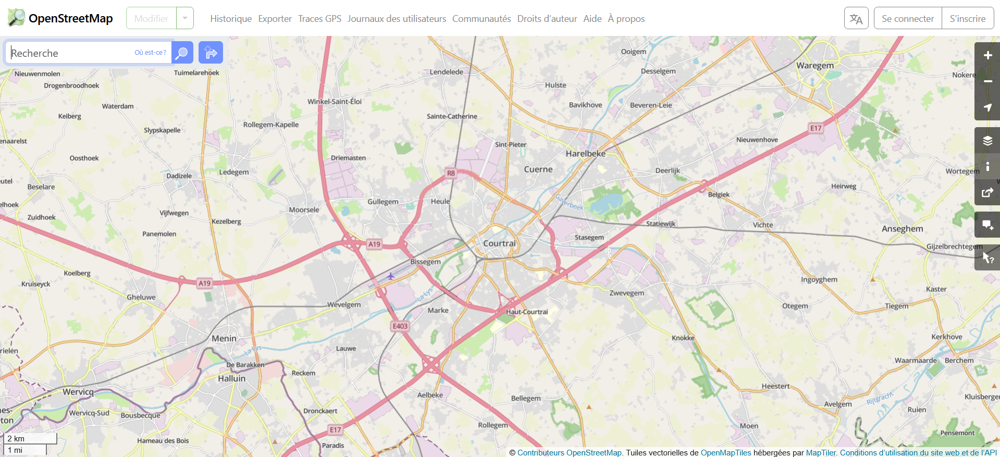 OpenStreetMap
Modifier
Historique Exporter Traces GPS Journaux des utilisateurs Communautés Droits d’auteur Aide À propos
Se connecter S’inscrire
Recherche Où est-ce ?
Nieuwenmolen
Drogenbroodhoek
Tuimelarehoek
Waterdam
Keiberg
Slypskapelle
Rollegem-Kapelle
Winkel-Saint-Éloi
Lendelede
Sainte-Catherine
Ooigem
Desselgem
Hulste
Bavikhove
Beveren-Leie
Waregem
Nokere
E17
Nieuwenhove
enaarelst
Oosthoek
Driemasten
Sint-Pieter
Harelbeke
Cuerne
Deerlijk
Wortegem
Dadizele
Ledegem
R8
eutel
Beselare
Heirweg
Belgiek
elhoek
Zuidhoek
Vijfwegen
Kezelberg
Moorsele
Gullegem
Heule
Gaverbeek
Panemolen
Statiewijk
Vichte
Anseghem
Stasegem
Courtrai
A19
Gijzelbrechtegem
Bissegem
Koelberg
Kruiseyck
A19
Gheluwe
Wevelgem
La Lys
Marke
Haut-Courtrai
Zwevegem
Ingoyghem
Kaster
Otegem
Tiegem
E403
Menin
Lauwe
La Lys
Knokke
Kerkhove
rielen
De Barakken
Halluin
Reckem
Waarmaarde
Berchem
Wervicq
Aelbeke
Bellegem
Heestert
Avelgem
Rijtgracht
Kluisbergen
Ruien
nes-
eton
Wervicq-Sud
Bousbecque
Dronckaert
Rollegem
Moen
E17
Pensemont
Hameau des Bois
Paradis
2 km
1 mi
© Contributeurs OpenStreetMap. Tuiles vectorielles de OpenMapTiles hébergées par MapTiler. Conditions d’utilisation du site web et de l’API